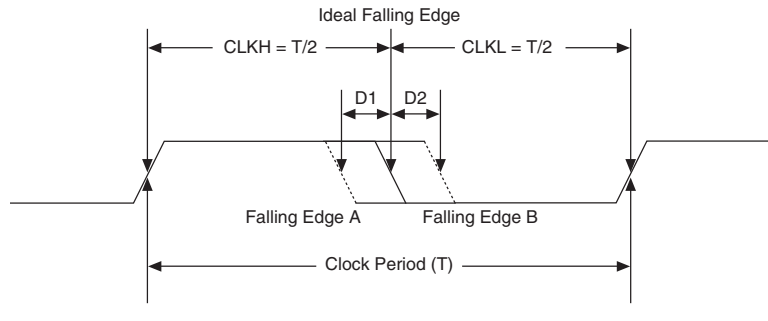 Ideal Falling Edge
CLKH = T/2
CLKL = T/2
D1
D2
Falling Edge A
Falling Edge B
Clock Period (T)